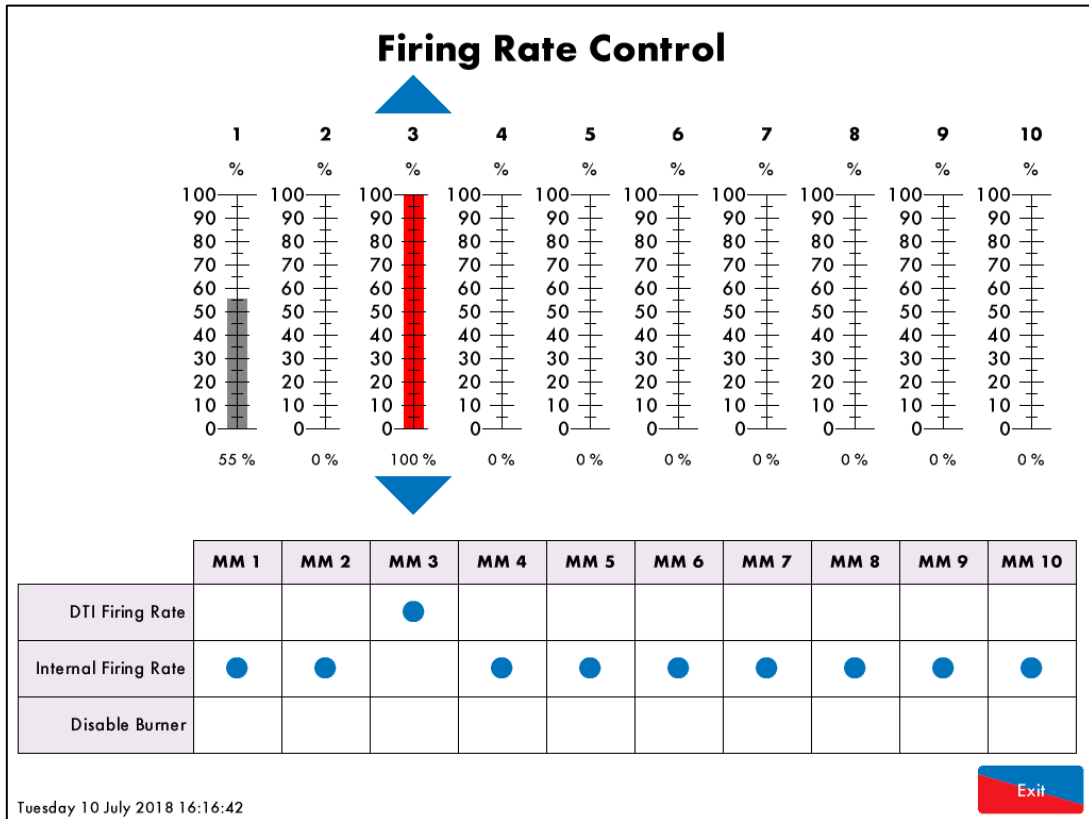 Firing Rate Control
1 2 3 4 5 6 7 8 9 10
% % % % % % % % % %
100 100 100 100 100 100 100 100 100 100
90 90 90 90 90 90 90 90 90 90
80 80 80 80 80 80 80 80 80 80
70 70 70 70 70 70 70 70 70 70
60 60 60 60 60 60 60 60 60 60
50 50 50 50 50 50 50 50 50 50
40 40 40 40 40 40 40 40 40 40
30 30 30 30 30 30 30 30 30 30
20 20 20 20 20 20 20 20 20 20
10 10 10 10 10 10 10 10 10 10
0 0 0 0 0 0 0 0 0 0
55 % 0 % 100 % 0 % 0 % 0 % 0 % 0 % 0 % 0 %
MM 1 MM 2 MM 3 MM 4 MM 5 MM 6 MM 7 MM 8 MM 9 MM 10
DTI Firing Rate
Internal Firing Rate
Disable Burner
Exit
Tuesday 10 July 2018 16:16:42